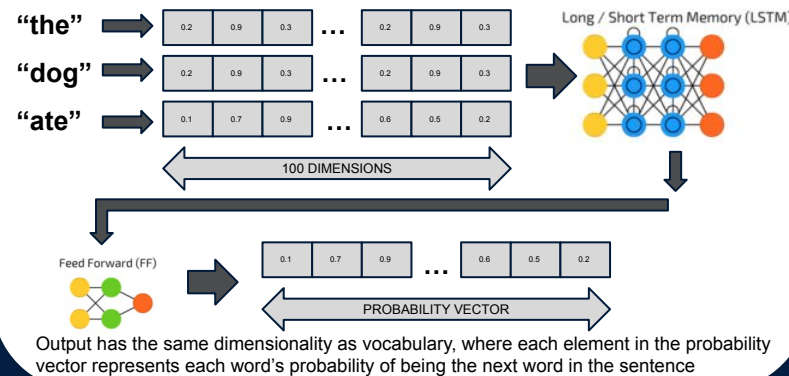 “the” 0.2 0.9 0.3 ... 0.2 0.9 0.3
Long / Short Term Memory (LSTM)
“dog” 0.2 0.9 0.3 ... 0.2 0.9 0.3
“ate” 0.1 0.7 0.9 ... 0.6 0.5 0.2
100 DIMENSIONS
Feed Forward (FF)
0.1 0.7 0.9 ... 0.6 0.5 0.2
PROBABILITY VECTOR
Output has the same dimensionality as vocabulary, where each element in the probability
vector represents each word’s probability of being the next word in the sentence